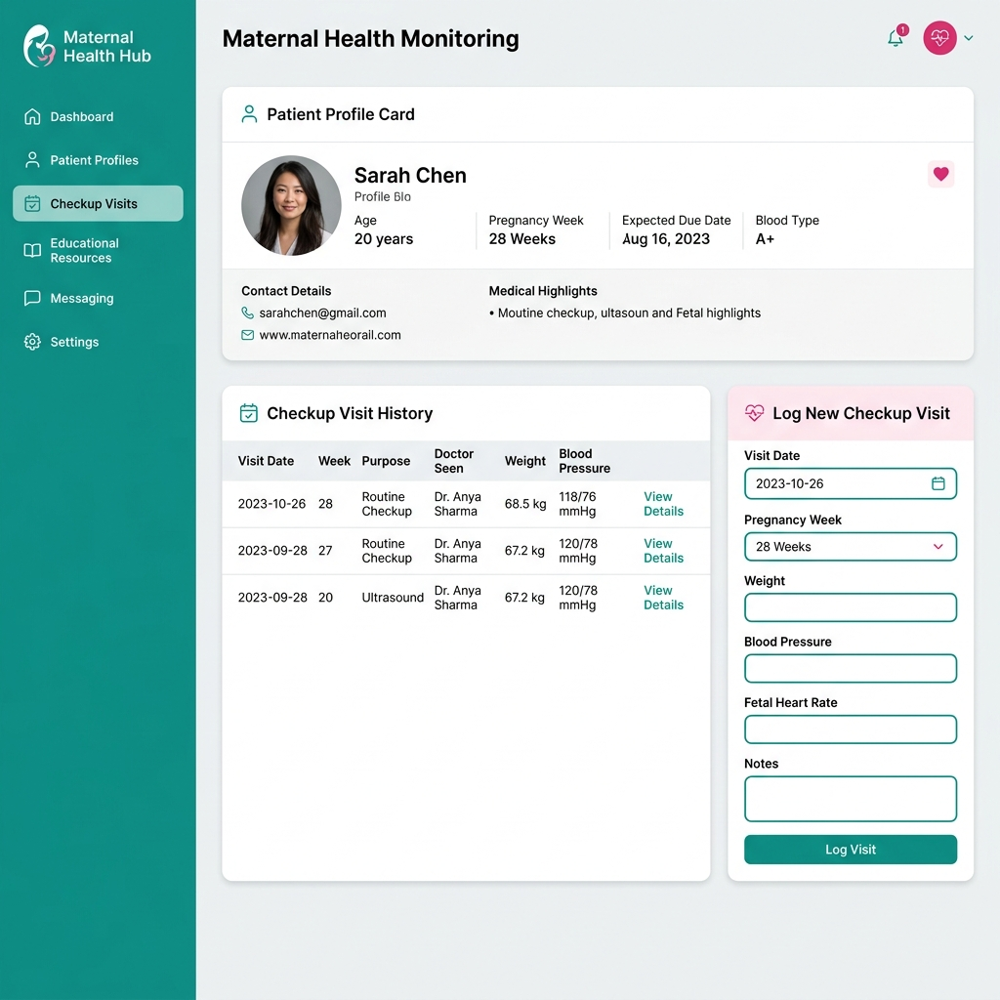 Maternal
Health Hub
Dashboard
Patient Profiles
Checkup Visits
Educational
Resources
Messaging
Settings
Maternal Health Monitoring
1
Patient Profile Card
Sarah Chen
Profile Blo
Age
20 years
Pregnancy Week
28 Weeks
Expected Due Date
Aug 16, 2023
Blood Type
A+
Contact Details
sarahchen@gmail.com
www.maternaheorail.com
Medical Highlights
• Moutine checkup, ultasoun and Fetal highlights
Checkup Visit History
Visit Date Week Purpose Doctor Seen Weight Blood Pressure
2023-10-26 28 Routine Checkup Dr. Anya Sharma 68.5 kg 118/76 mmHg View Details
2023-09-28 27 Routine Checkup Dr. Anya Sharma 67.2 kg 120/78 mmHg View Details
2023-09-28 20 Ultrasound Dr. Anya Sharma 67.2 kg 120/78 mmHg View Details
Log New Checkup Visit
Visit Date
2023-10-26
Pregnancy Week
28 Weeks
Weight
Blood Pressure
Fetal Heart Rate
Notes
Log Visit